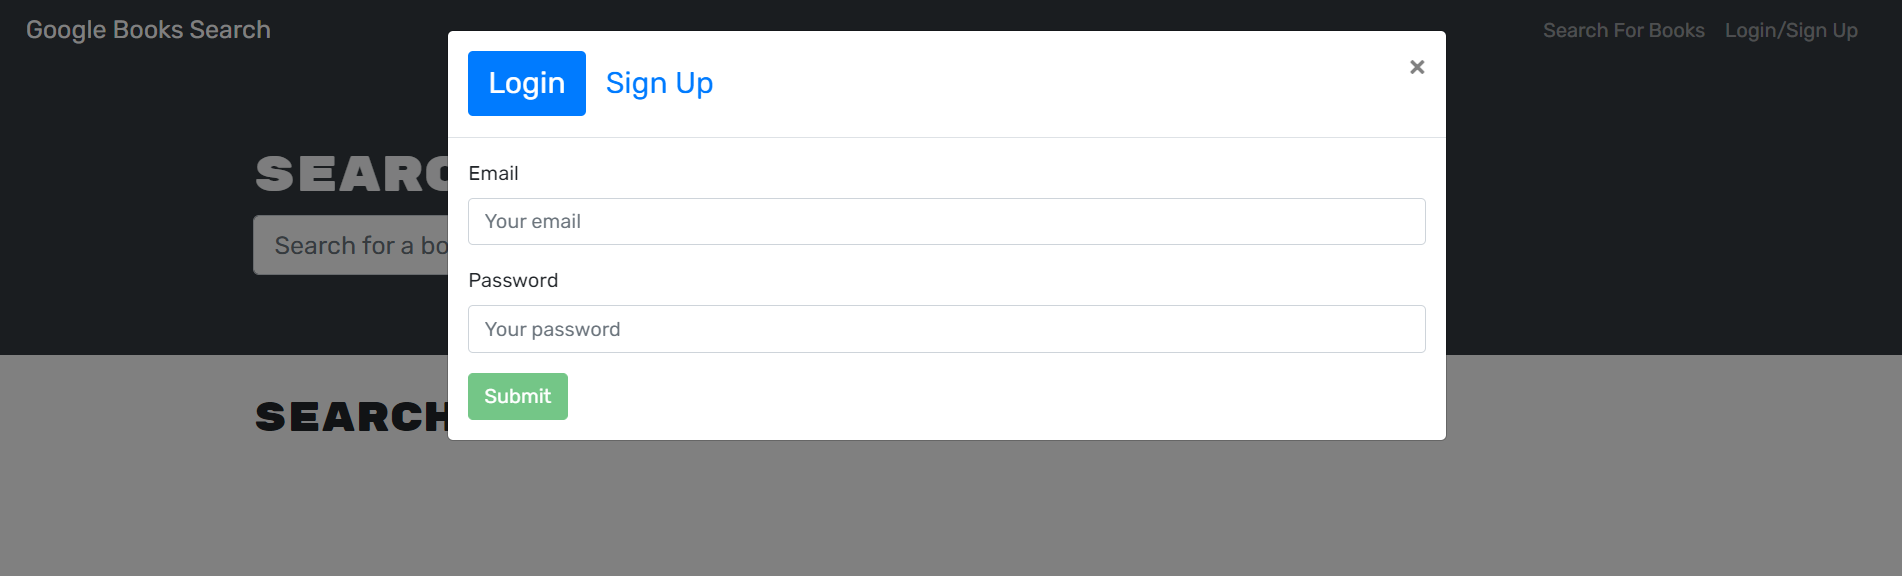 Google Books Search
Search For Books
Login/Sign Up
Login
Sign Up
×
Email
Your email
Password
Your password
Submit
Search for a bo
SEARCH